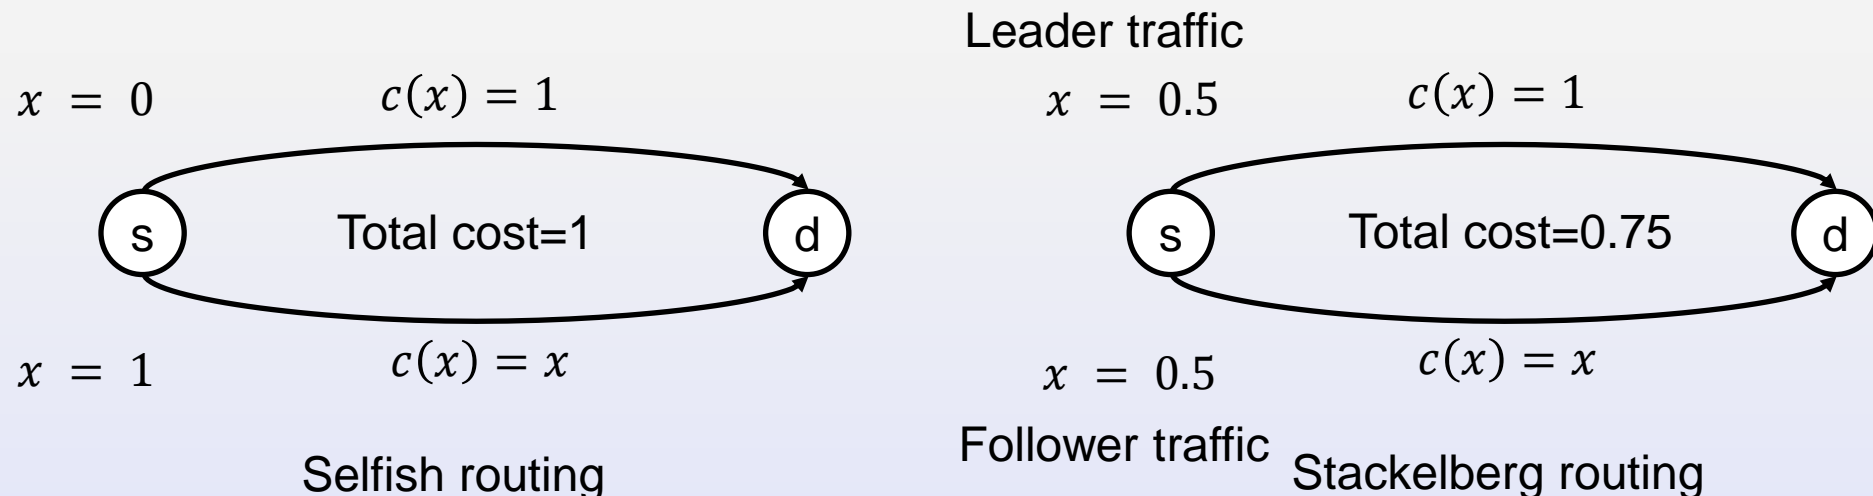 x = 0
c(x) = 1
s
Total cost=1
d
x = 1
c(x) = x
Selfish routing
Leader traffic
x = 0.5
c(x) = 1
s
Total cost=0.75
d
x = 0.5
c(x) = x
Follower traffic
Stackelberg routing